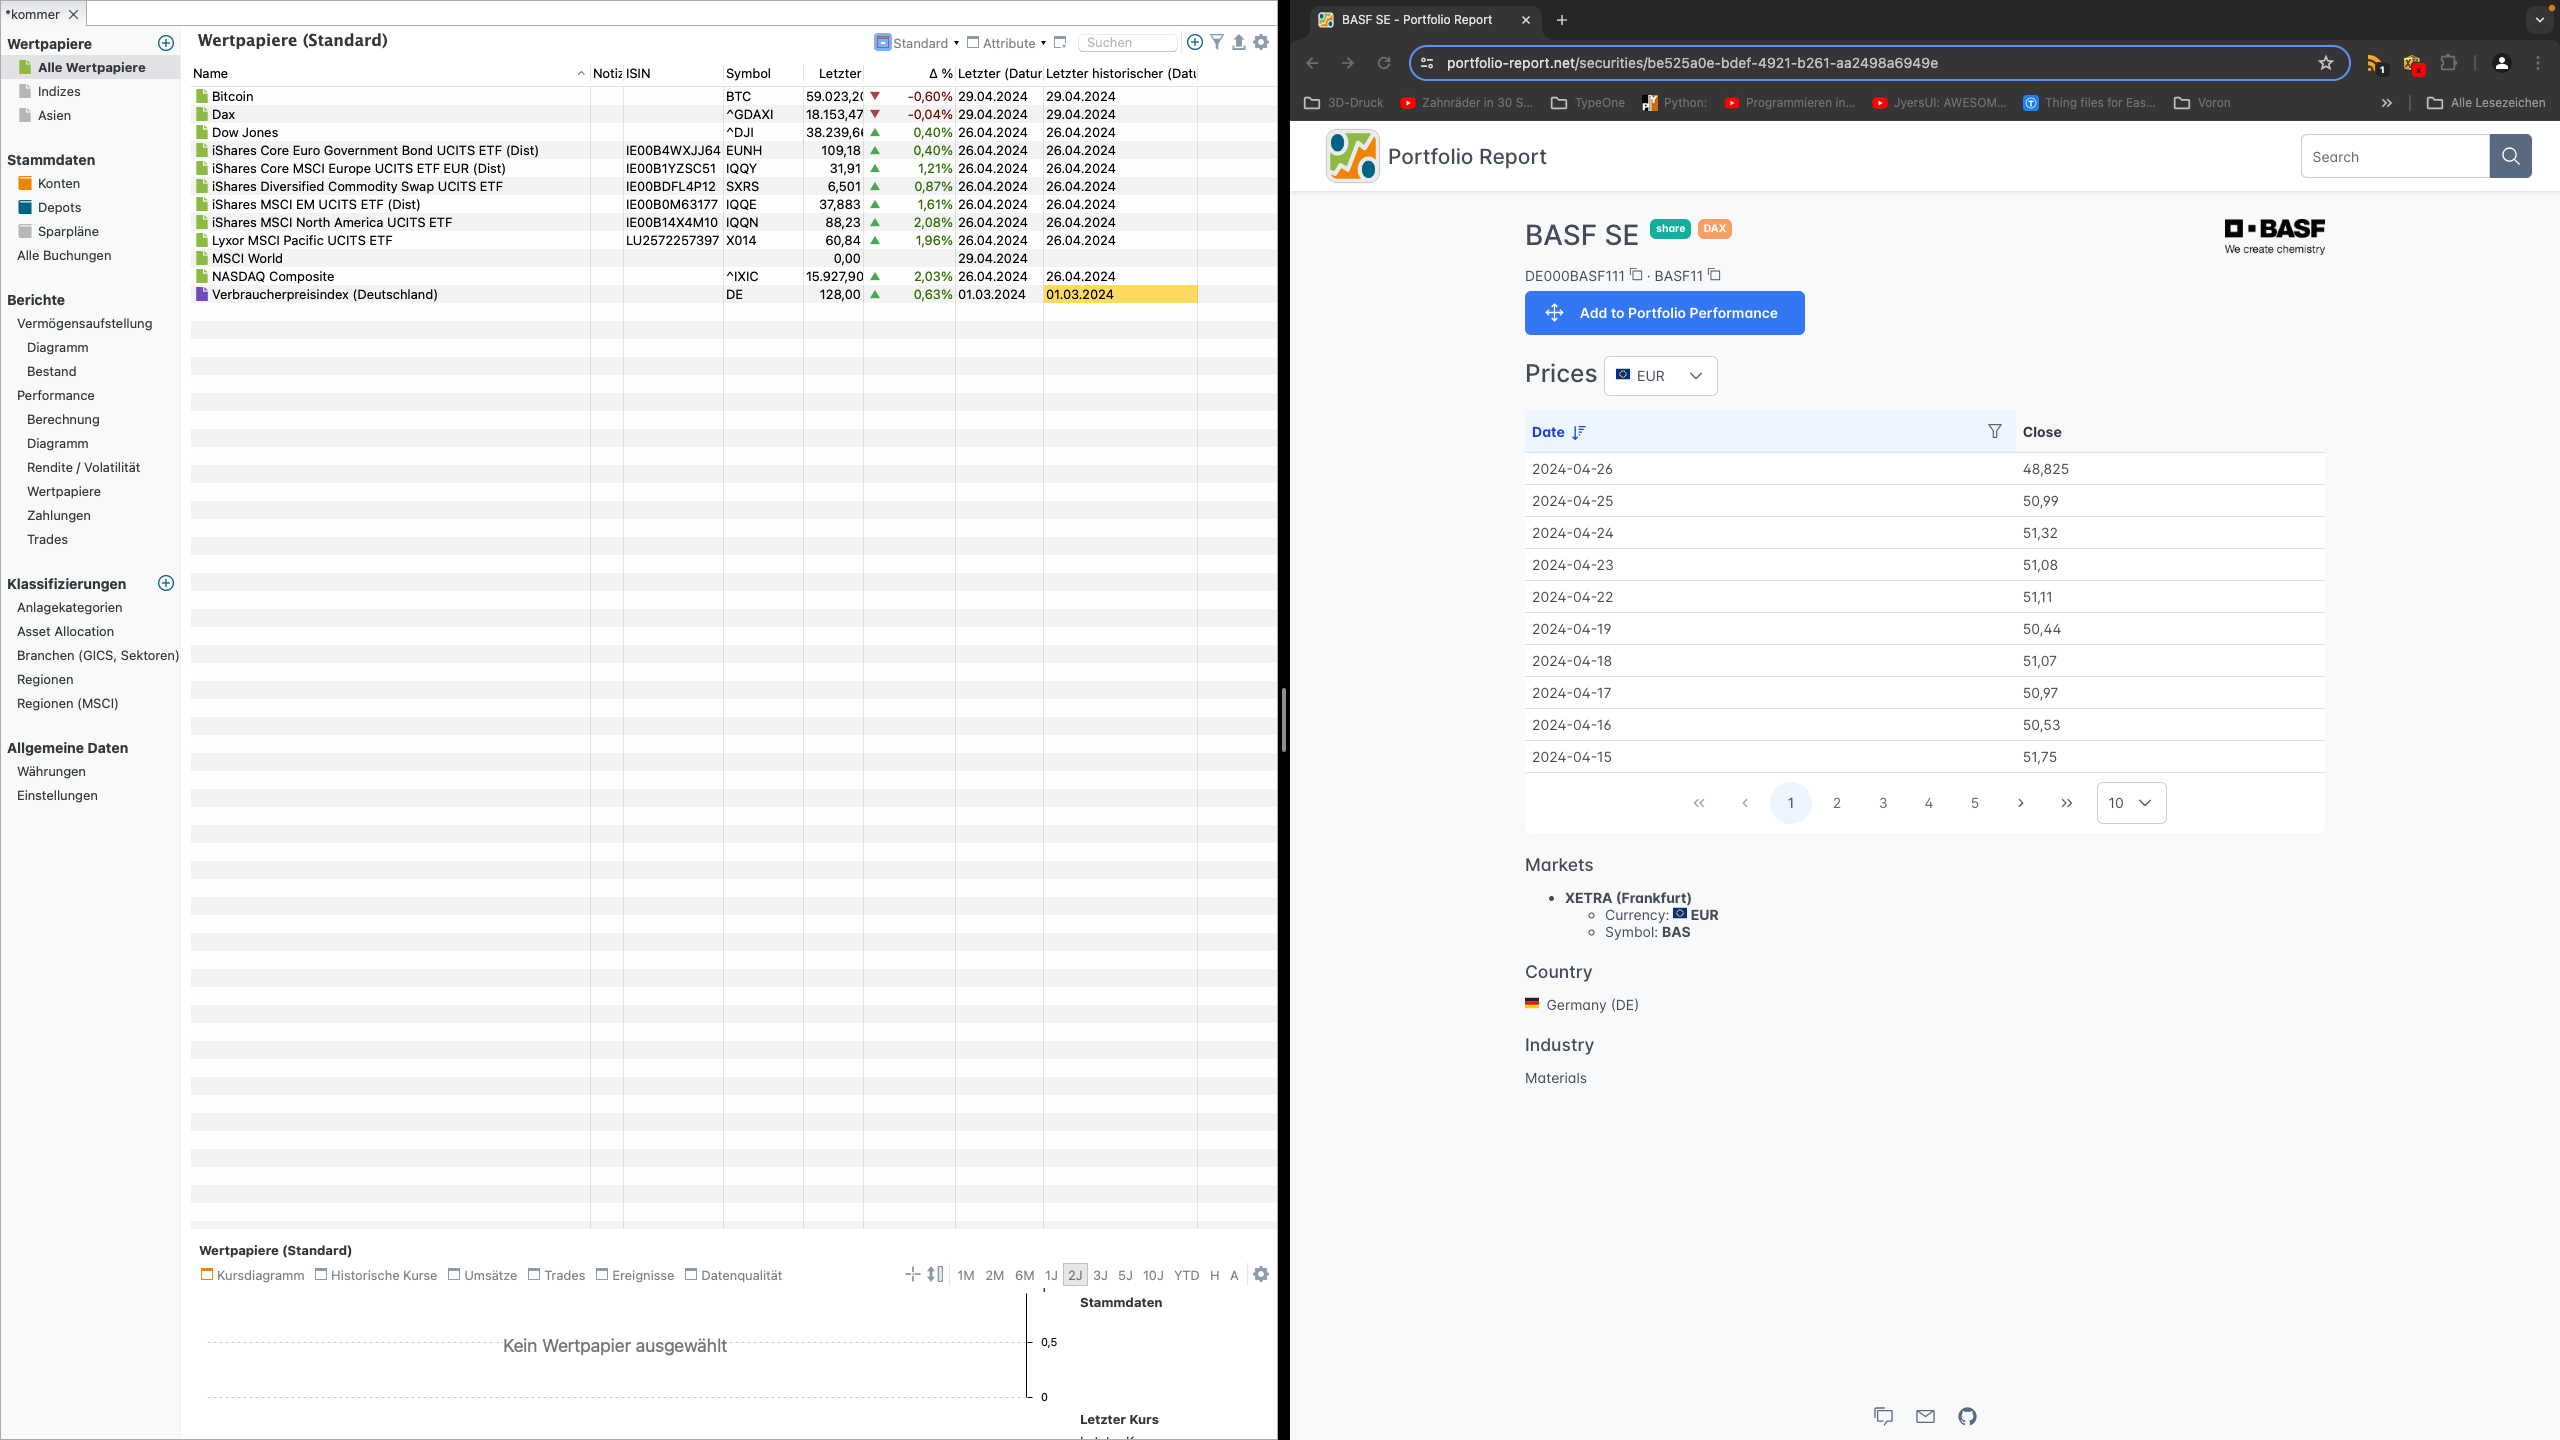 *kommer
Wertpapiere
Alle Wertpapiere
Indizes
Asien
Stammdaten
Konten
Depots
Sparpläne
Alle Buchungen
Berichte
Vermögensaufstellung
Diagramm
Bestand
Performance
Berechnung
Diagramm
Rendite / Volatilität
Wertpapiere
Zahlungen
Trades
Klassifizierungen
Anlagekategorien
Asset Allocation
Branchen (GICS, Sektoren)
Regionen
Regionen (MSCI)
Allgemeine Daten
Währungen
Einstellungen
Wertpapiere (Standard)
Standard Attribute Suchen
Name Notiz ISIN Symbol Letzter Δ % Letzter (Datum Letzter historischer (Datu
Bitcoin BTC 59.023,20 -0,60% 29.04.2024 29.04.2024
Dax ^GDAXI 18.153,47 -0,04% 29.04.2024 29.04.2024
Dow Jones ^DJI 38.239,66 0,40% 26.04.2024 26.04.2024
iShares Core Euro Government Bond UCITS ETF (Dist) IE00B4WXJJ64 EUNH 109,18 0,40% 26.04.2024 26.04.2024
iShares Core MSCI Europe UCITS ETF EUR (Dist) IE00B1YZSC51 IQQY 31,91 1,21% 26.04.2024 26.04.2024
iShares Diversified Commodity Swap UCITS ETF IE00BDFL4P12 SXRS 6,501 0,87% 26.04.2024 26.04.2024
iShares MSCI EM UCITS ETF (Dist) IE00B0M63177 IQQE 37,883 1,61% 26.04.2024 26.04.2024
iShares MSCI North America UCITS ETF IE00B14X4M10 IQQN 88,23 2,08% 26.04.2024 26.04.2024
Lyxor MSCI Pacific UCITS ETF LU2572257397 X014 60,84 1,96% 26.04.2024 26.04.2024
MSCI World 0,00 29.04.2024
NASDAQ Composite ^IXIC 15.927,90 2,03% 26.04.2024 26.04.2024
Verbraucherpreisindex (Deutschland) DE 128,00 0,63% 01.03.2024 01.03.2024
Wertpapiere (Standard)
Kursdiagramm Historische Kurse Umsätze Trades Ereignisse Datenqualität 1M 2M 6M 1J 2J 3J 5J 10J YTD H A
Stammdaten
Kein Wertpapier ausgewählt
0,5
0
Letzter Kurs
BASF SE - Portfolio Report
portfolio-report.net/securities/be525a0e-bdef-4921-b261-aa2498a6949e
3D-Druck Zahnräder in 30 S... TypeOne Python: Programmieren in... JyersUI: AWESOM... Thing files for Eas... Voron Alle Lesezeichen
Portfolio Report
Search
BASF SE share DAX
BASF
We create chemistry
DE000BASF111 · BASF11
Add to Portfolio Performance
Prices EUR
Date Close
2024-04-26 48,825
2024-04-25 50,99
2024-04-24 51,32
2024-04-23 51,08
2024-04-22 51,11
2024-04-19 50,44
2024-04-18 51,07
2024-04-17 50,97
2024-04-16 50,53
2024-04-15 51,75
1 2 3 4 5 10
Markets
XETRA (Frankfurt)
Currency: EUR
Symbol: BAS
Country
Germany (DE)
Industry
Materials